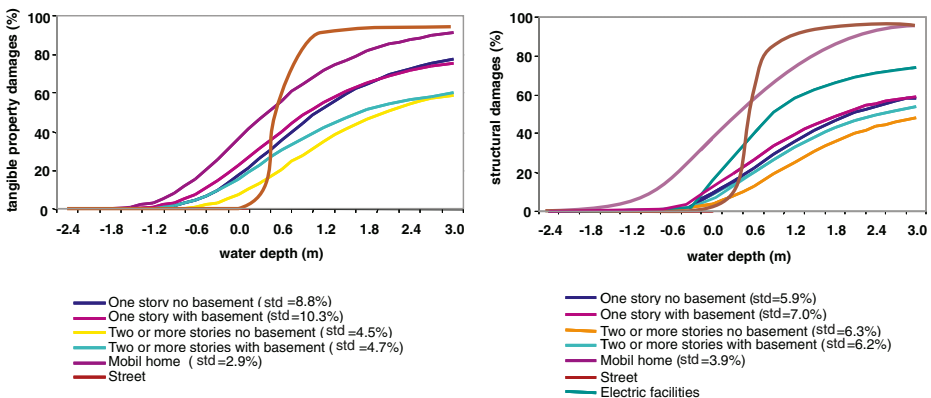 tangible property damages (%)
100
80
60
40
20
0
-2.4 -1.8 -1.2 -0.6 0.0 0.6 1.2 1.8 2.4 3.0
water depth (m)
One story no basement ( std =8.8%)
One story with basement ( std =10.3%)
Two or more stories no basement ( std =4.5%)
Two or more stories with basement ( std =4.7%)
Mobil home ( std =2.9%)
Street
structural damages (%)
100
80
60
40
20
0
-2.4 -1.8 -1.2 -0.6 0.0 0.6 1.2 1.8 2.4 3.0
water depth (m)
One story no basement (std=5.9%)
One story with basement (std=7.0%)
Two or more stories no basement (std=6.3%)
Two or more stories with basement (std=6.2%)
Mobil home (std=3.9%)
Street
Electric facilities